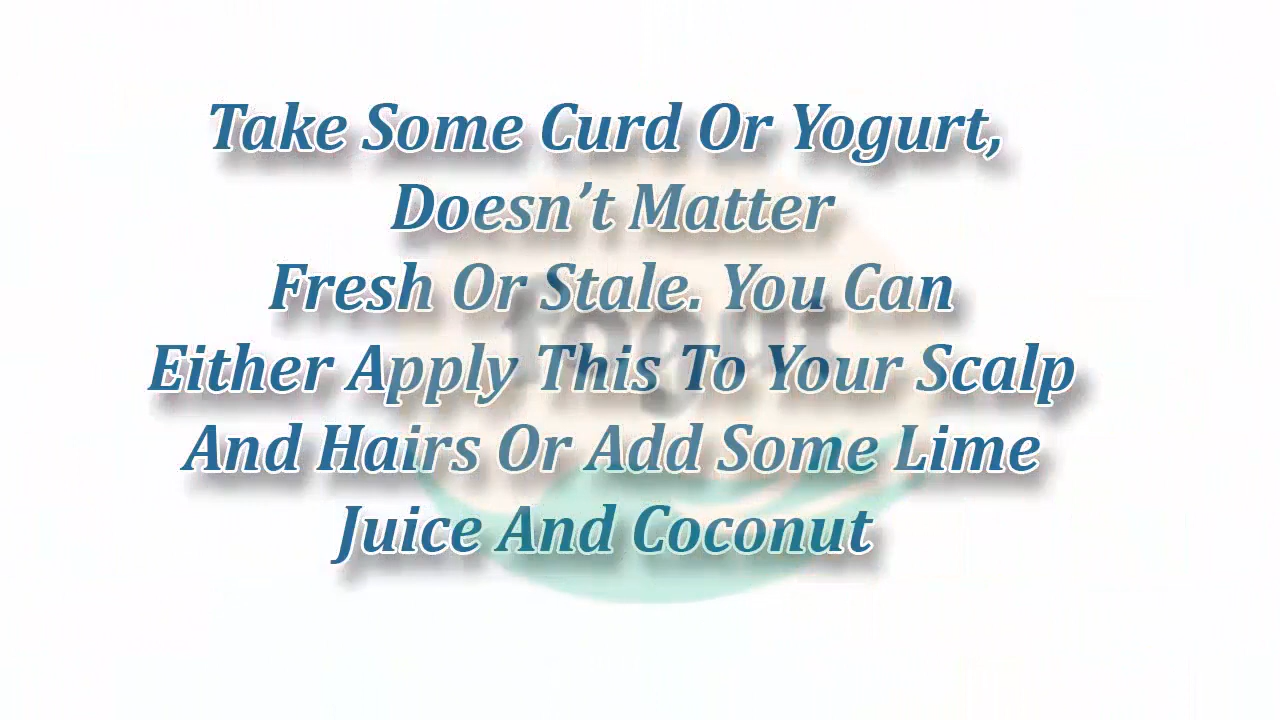 Take Some Curd Or Yogurt,
Doesn’t Matter
Fresh Or Stale. You Can
Either Apply This To Your Scalp
And Hairs Or Add Some Lime
Juice And Coconut